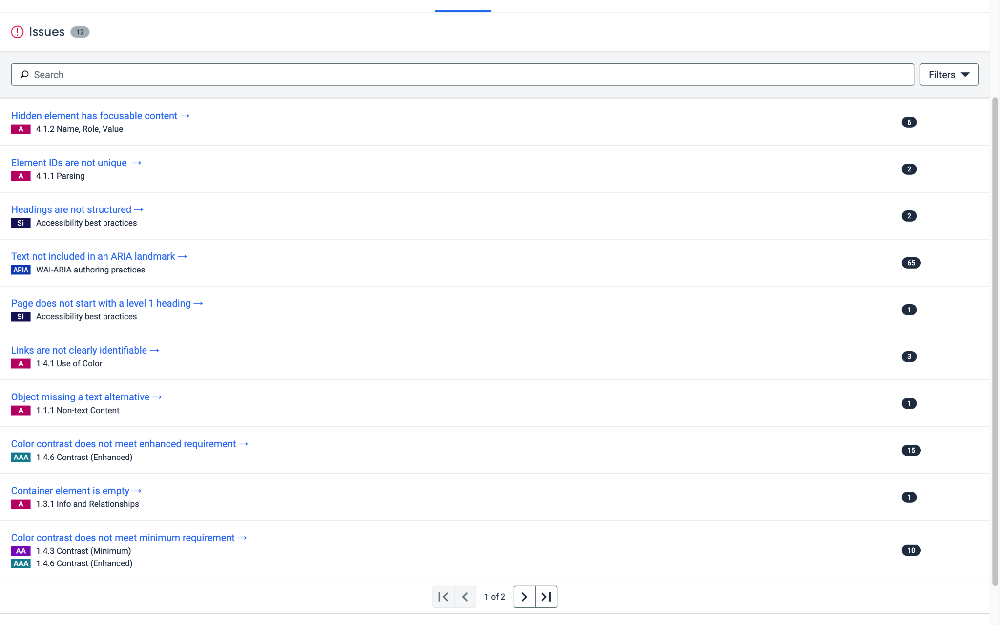 Issues 12
Search
Filters
Hidden element has focusable content →
A 4.1.2 Name, Role, Value
6
Element IDs are not unique →
A 4.1.1 Parsing
2
Headings are not structured →
Si Accessibility best practices
2
Text not included in an ARIA landmark →
ARIA WAI-ARIA authoring practices
65
Page does not start with a level 1 heading →
Si Accessibility best practices
1
Links are not clearly identifiable →
A 1.4.1 Use of Color
3
Object missing a text alternative →
A 1.1.1 Non-text Content
1
Color contrast does not meet enhanced requirement →
AAA 1.4.6 Contrast (Enhanced)
15
Container element is empty →
A 1.3.1 Info and Relationships
1
Color contrast does not meet minimum requirement →
AA 1.4.3 Contrast (Minimum)
10
AAA 1.4.6 Contrast (Enhanced)
1 of 2